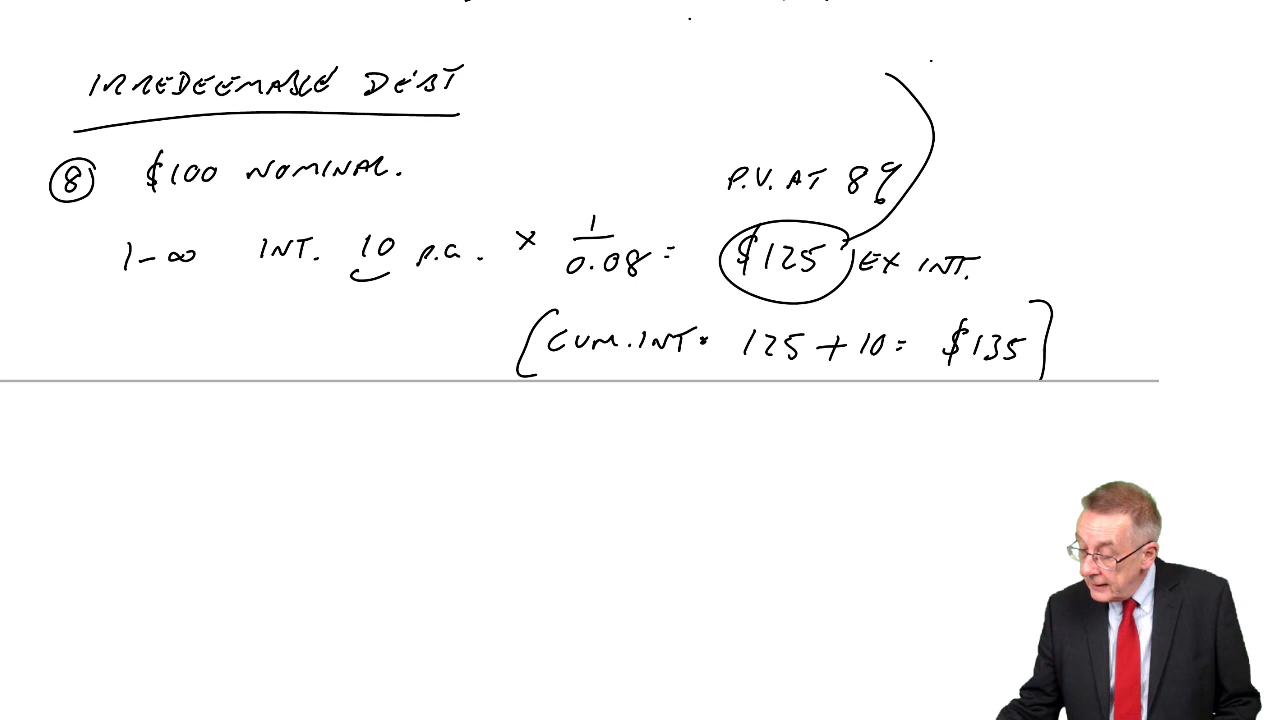 IRREDEEMABLE DEBT
⑧ $100 NOMINAL.
P.V. AT 8%
1-∞ INT. 10 p.a. × 1/0.08 = $125 EX INT.
[CUM. INT. 125 + 10 = $135]